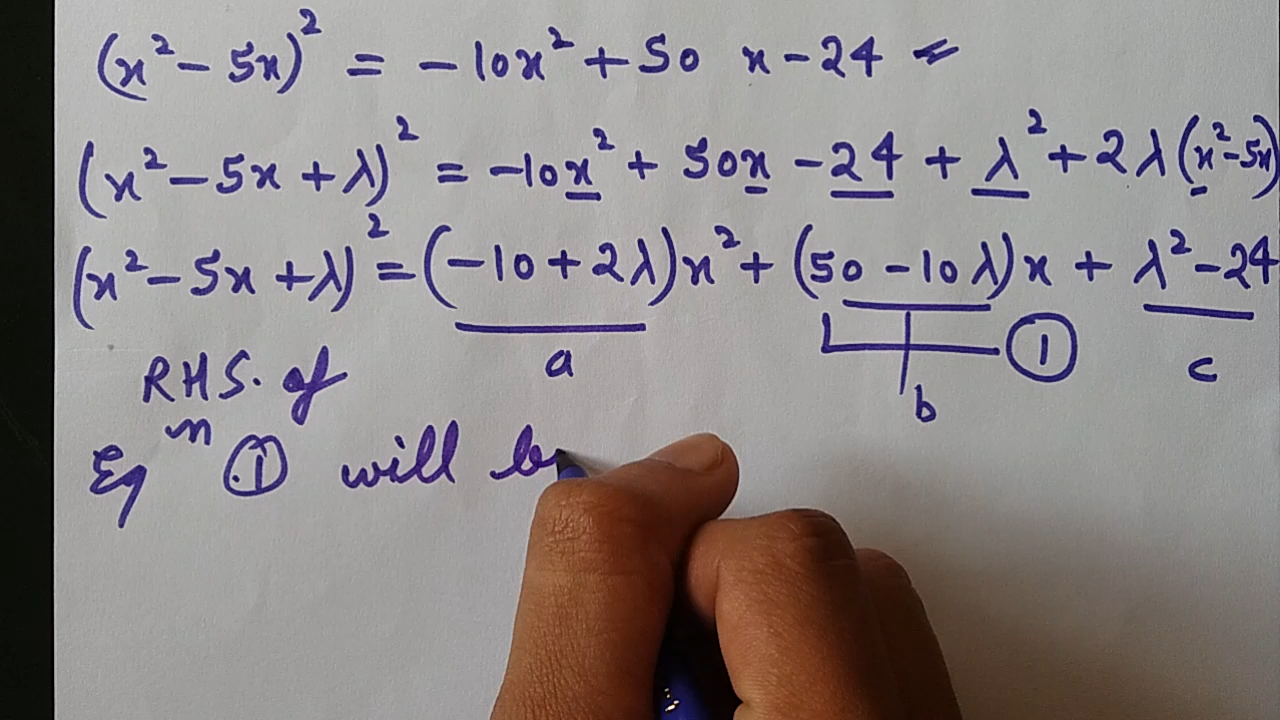 (x² - 5x)² = -10x² + 50 x - 24 =
(x² - 5x + λ)² = -10x² + 50x - 24 + λ² + 2λ(x² - 5x)
(x² - 5x + λ)² = (-10 + 2λ)x² + (50 - 10λ)x + λ² - 24
a b ① c
RHS. of
Eqⁿ ① will be